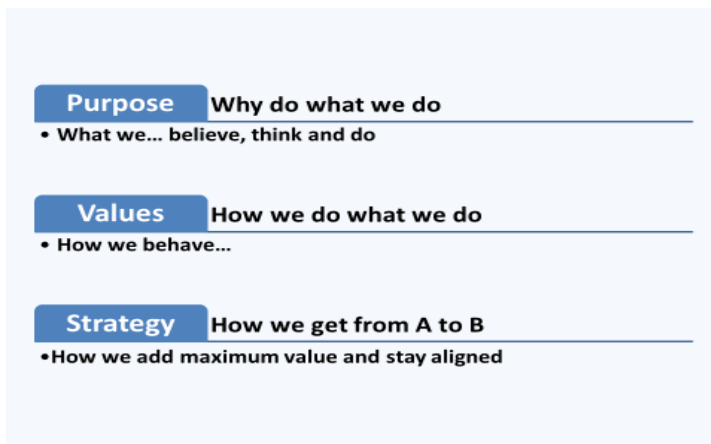 Purpose Why do what we do
• What we... believe, think and do
Values How we do what we do
• How we behave...
Strategy How we get from A to B
•How we add maximum value and stay aligned